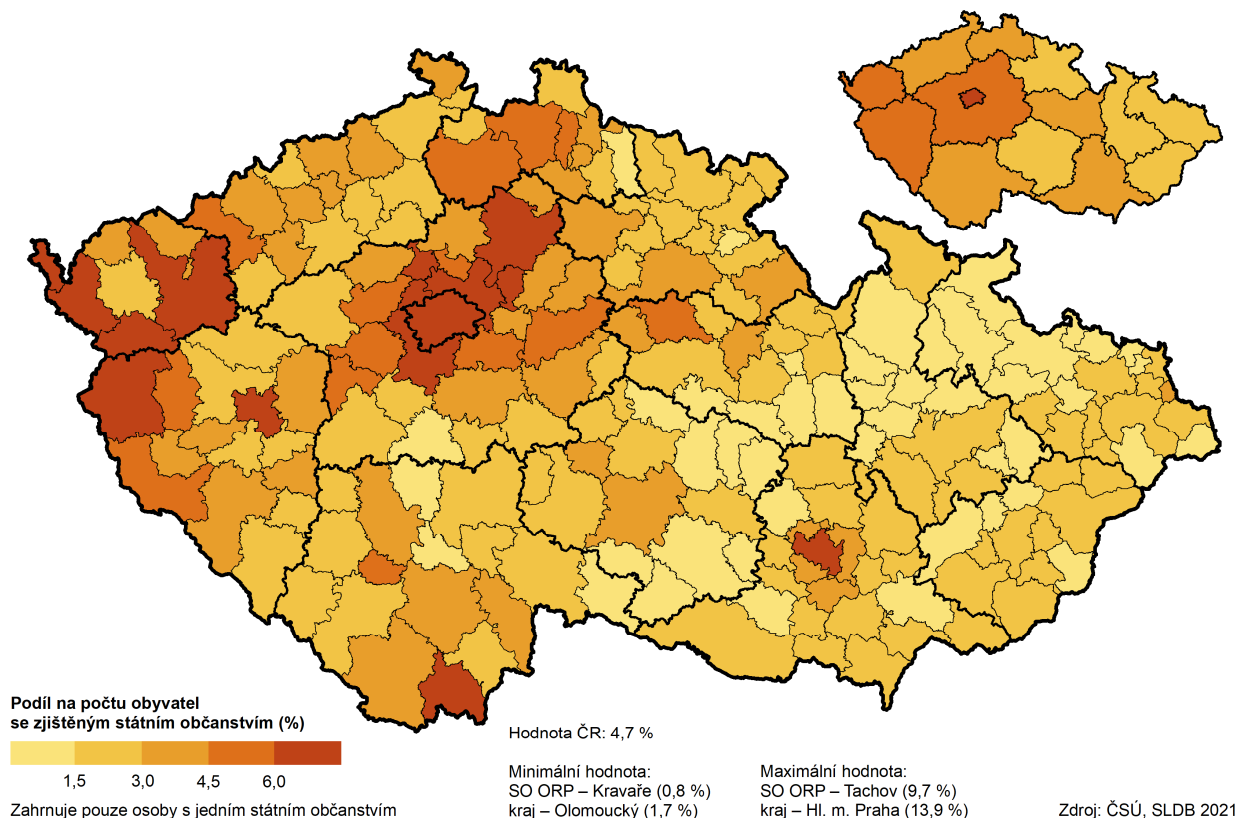 Podíl na počtu obyvatel
se zjištěným státním občanstvím (%)
1,5 3,0 4,5 6,0
Zahrnuje pouze osoby s jedním státním občanstvím
Hodnota ČR: 4,7 %
Minimální hodnota:
SO ORP – Kravaře (0,8 %)
kraj – Olomoucký (1,7 %)
Maximální hodnota:
SO ORP – Tachov (9,7 %)
kraj – Hl. m. Praha (13,9 %)
Zdroj: ČSÚ, SLDB 2021